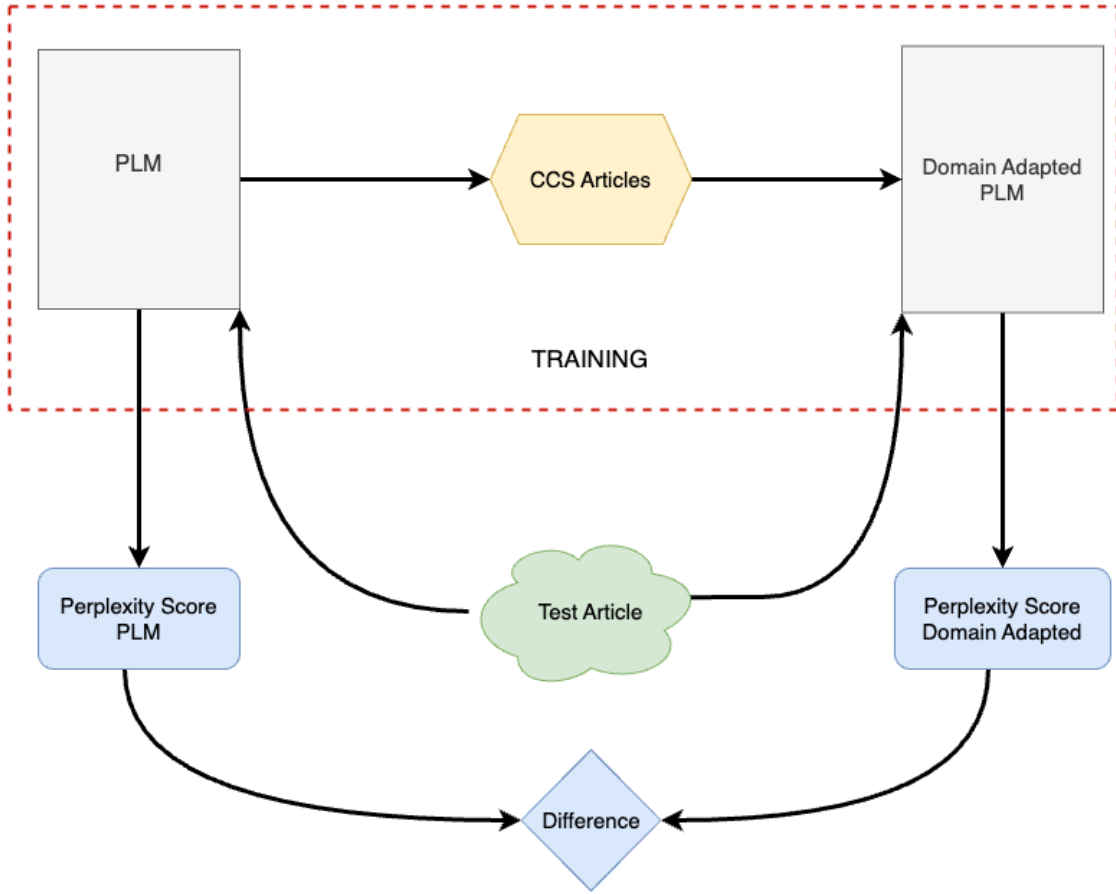 PLM
CCS Articles
Domain Adapted
PLM
TRAINING
Perplexity Score
PLM
Test Article
Perplexity Score
Domain Adapted
Difference